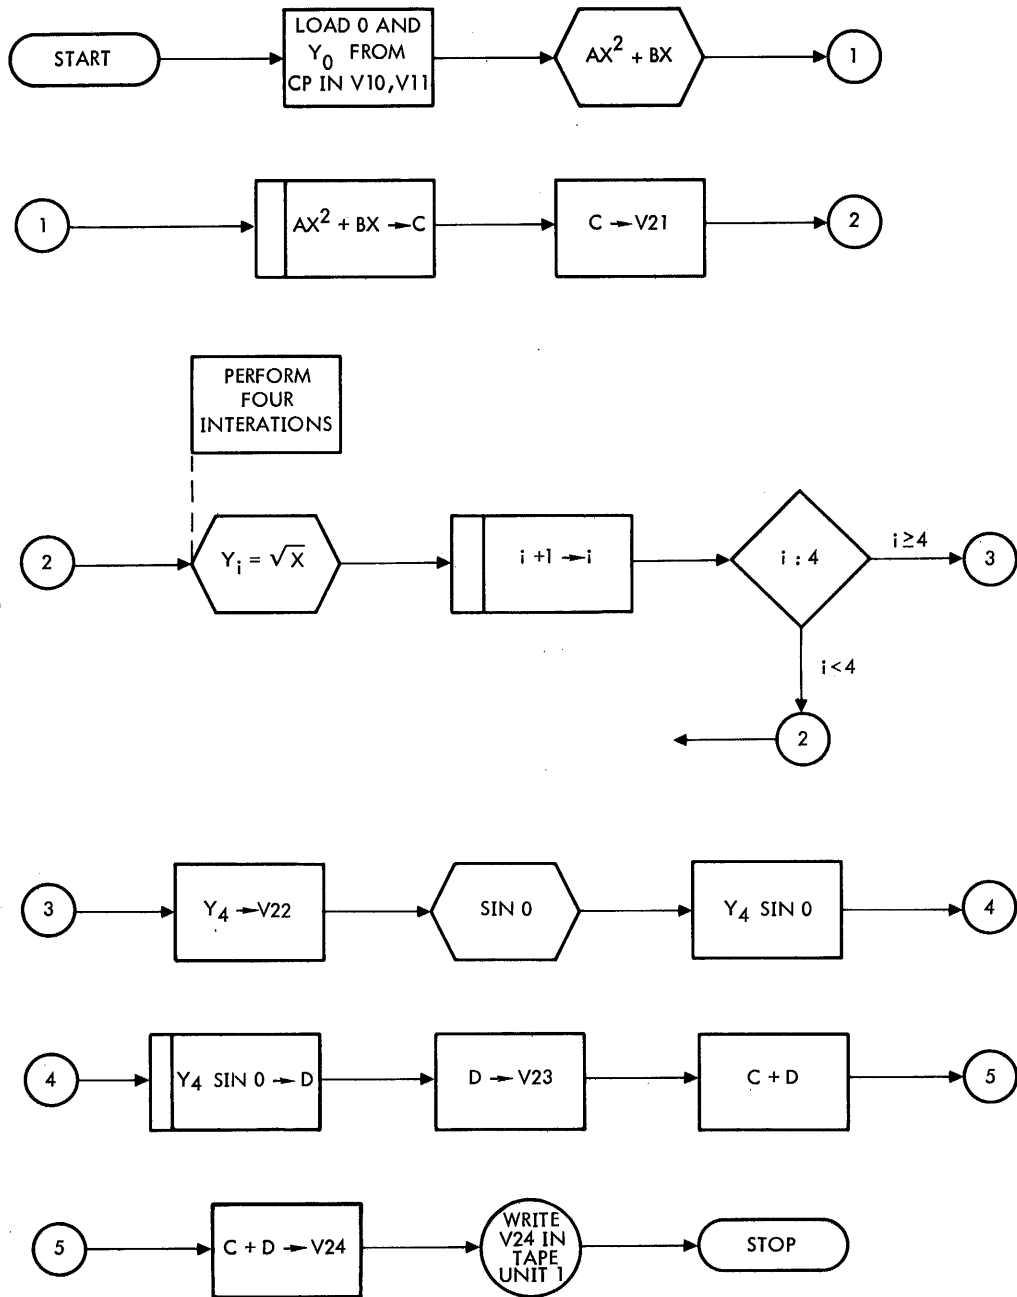 START
LOAD 0 AND
Y₀ FROM
CP IN V10,V11
AX² + BX
1
1
AX² + BX → C
C → V21
2
PERFORM
FOUR
INTERATIONS
2
Yᵢ = √X
i +1 → i
i : 4
i ≥ 4
3
i < 4
2
3
Y₄ → V22
SIN 0
Y₄ SIN 0
4
4
Y₄ SIN 0 → D
D → V23
C + D
5
5
C + D → V24
WRITE
V24 IN
TAPE
UNIT 1
STOP